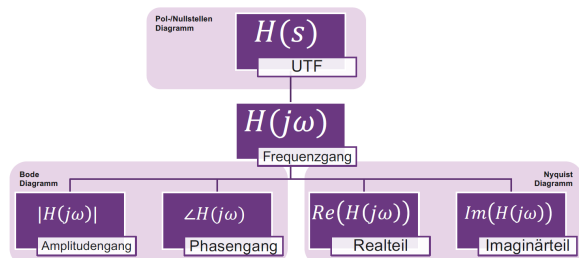 Pol-/Nullstellen
Diagramm
H(s)
UTF
H(jω)
Frequenzgang
Bode
Diagramm
Nyquist
Diagramm
|H(jω)|
∠H(jω)
Re(H(jω))
Im(H(jω))
Amplitudengang
Phasengang
Realteil
Imaginärteil